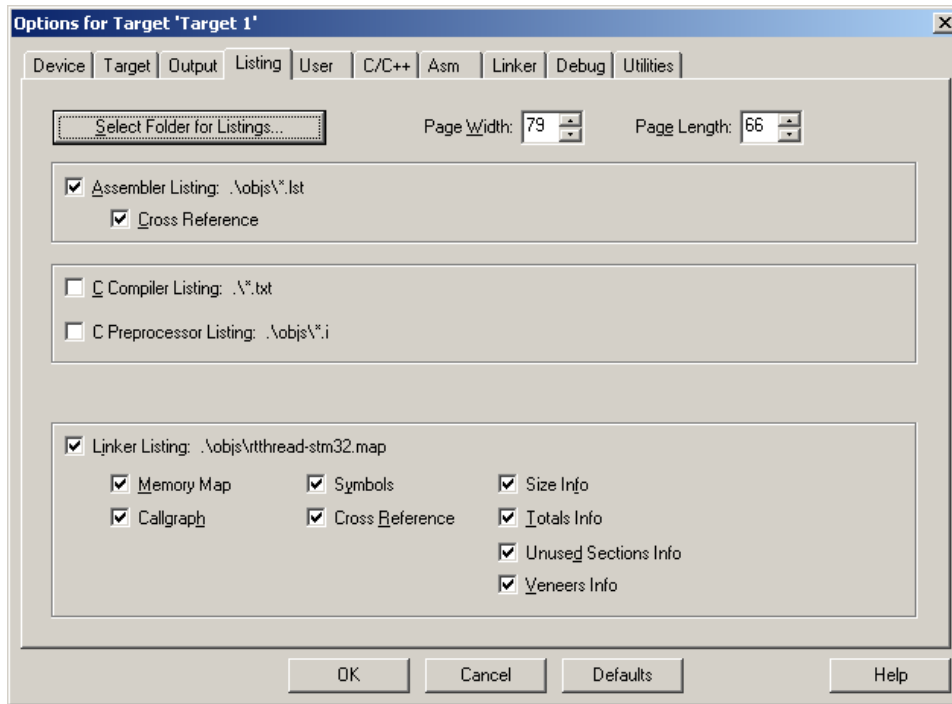 Options for Target 'Target 1'
Device Target Output Listing User C/C++ Asm Linker Debug Utilities
Select Folder for Listings... Page Width: 79 Page Length: 66
Assembler Listing: .\objs\*.lst
Cross Reference
C Compiler Listing: .\*.txt
C Preprocessor Listing: .\objs\*.i
Linker Listing: .\objs\rtthread-stm32.map
Memory Map Symbols Size Info
Callgraph Cross Reference Totals Info
Unused Sections Info
Veneers Info
OK Cancel Defaults Help